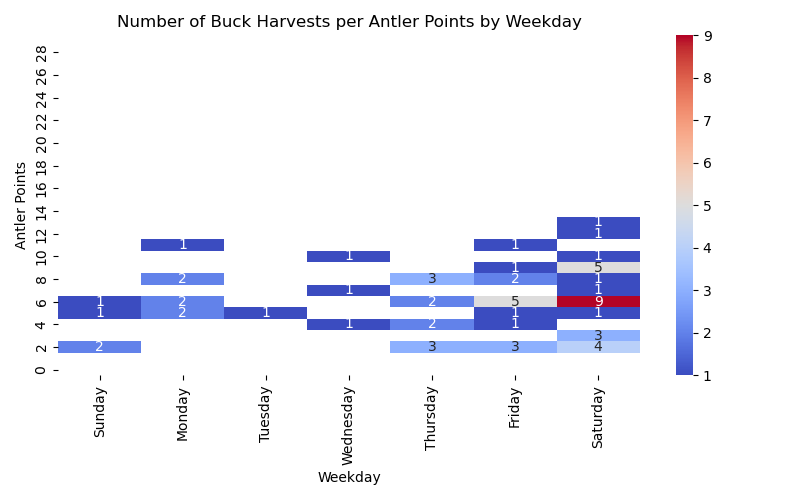 Number of Buck Harvests per Antler Points by Weekday
Antler Points
28
26
24
22
20
18
16
14
12
10
8
6
4
2
0
1
1
1 1
1 1
1 5
2 3 2 1
1 1
1 2 2 5 9
1 2 1 1 1
1 2 1
3
2 3 3 4
Sunday
Monday
Tuesday
Wednesday
Thursday
Friday
Saturday
Weekday
9
8
7
6
5
4
3
2
1